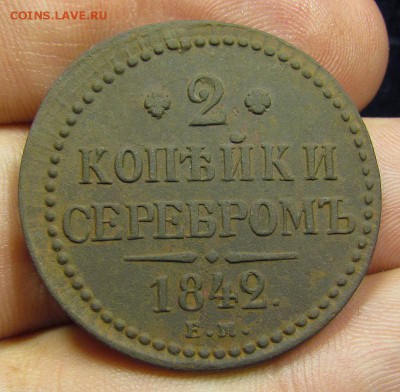 COINS.LAVE.RU
2
КОПѢЙКИ
СЕРЕБРОМЪ
1842.
Е.М.